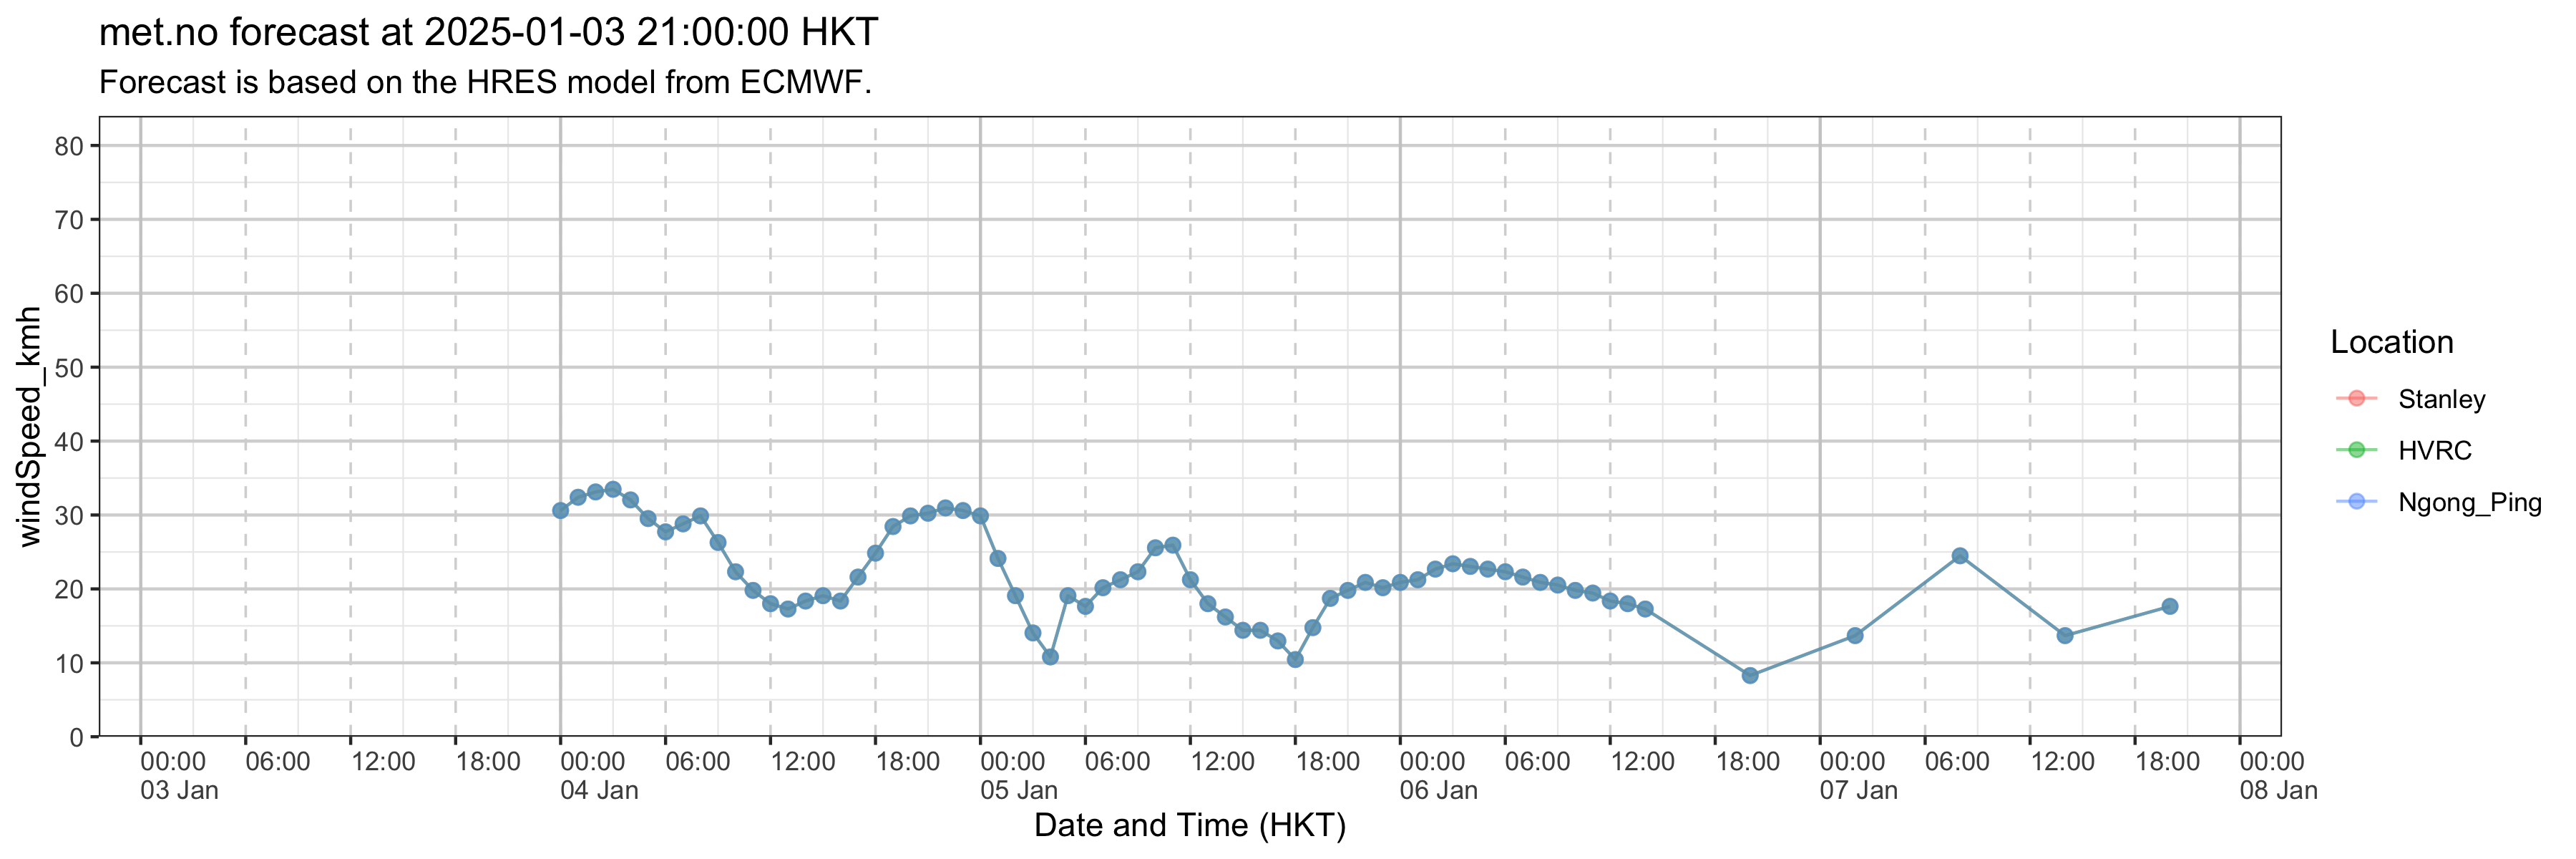 met.no forecast at 2025-01-03 21:00:00 HKT
Forecast is based on the HRES model from ECMWF.
windSpeed_kmh
80
70
60
50
40
30
20
10
0
00:00 06:00 12:00 18:00 00:00 06:00 12:00 18:00 00:00 06:00 12:00 18:00 00:00 06:00 12:00 18:00 00:00 06:00 12:00 18:00 00:00
03 Jan 04 Jan 05 Jan 06 Jan 07 Jan 08 Jan
Date and Time (HKT)
Location
Stanley
HVRC
Ngong_Ping